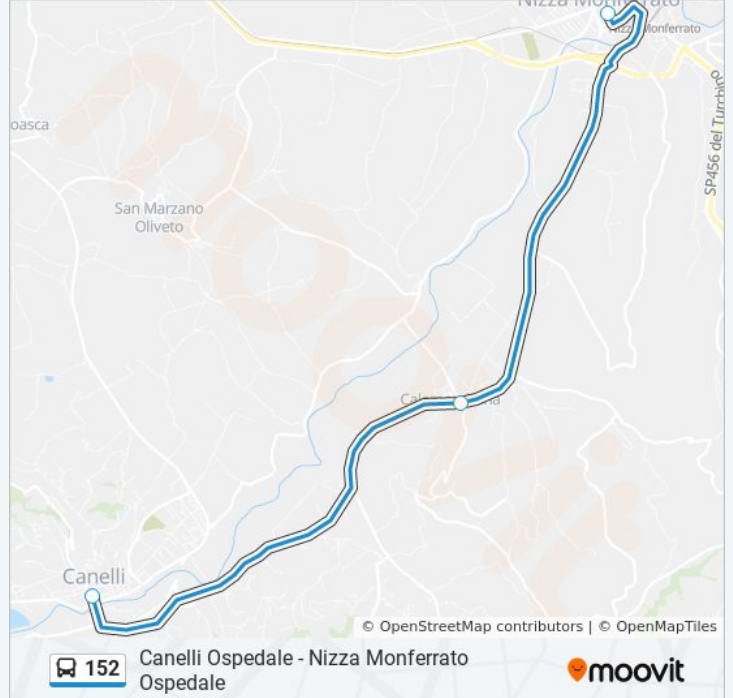 Nizza Monferrato
Nizza Monferrato
oasca
SP456 del Turchino
San Marzano
Oliveto
moovit
Canelli
© OpenStreetMap contributors | © OpenMapTiles
152
Canelli Ospedale - Nizza Monferrato
Ospedale
moovit